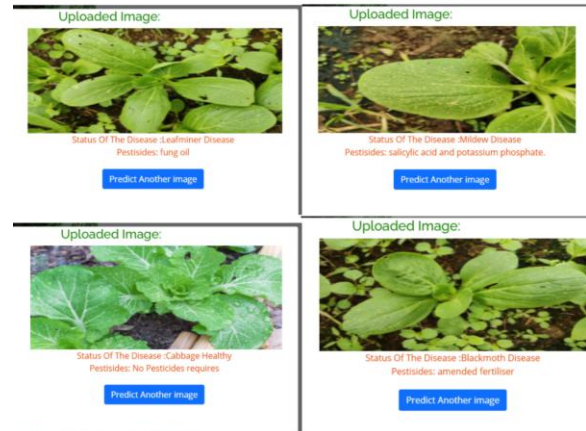 Uploaded Image:
Status Of The Disease :Leafminer Disease
Pestisides: fung oil
Predict Another image
Uploaded Image:
Status Of The Disease :Mildew Disease
Pestisides: salicylic acid and potassium phosphate.
Predict Another image
Uploaded Image:
Status Of The Disease :Cabbage Healthy
Pestisides: No Pesticides requires
Predict Another image
Uploaded Image:
Status Of The Disease :Blackmoth Disease
Pestisides: amended fertiliser
Predict Another image